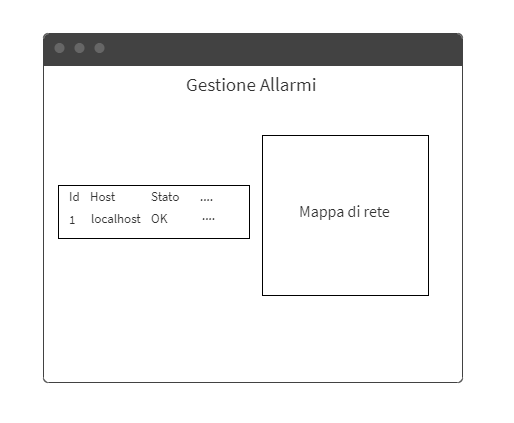 Gestione Allarmi
Id Host Stato ....
1 localhost OK ....
Mappa di rete